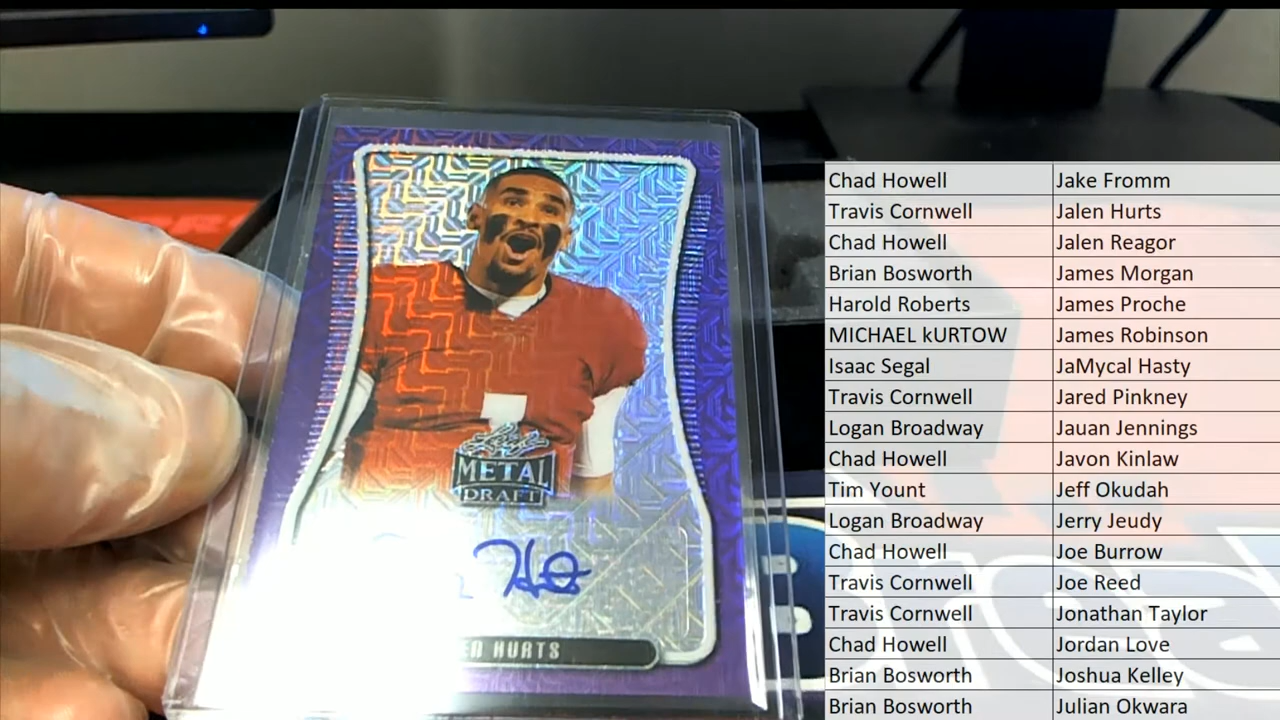 Leaf
METAL
DRAFT
HURTS
Chad Howell Jake Fromm
Travis Cornwell Jalen Hurts
Chad Howell Jalen Reagor
Brian Bosworth James Morgan
Harold Roberts James Proche
MICHAEL kURTOW James Robinson
Isaac Segal JaMycal Hasty
Travis Cornwell Jared Pinkney
Logan Broadway Jauan Jennings
Chad Howell Javon Kinlaw
Tim Yount Jeff Okudah
Logan Broadway Jerry Jeudy
Chad Howell Joe Burrow
Travis Cornwell Joe Reed
Travis Cornwell Jonathan Taylor
Chad Howell Jordan Love
Brian Bosworth Joshua Kelley
Brian Bosworth Julian Okwara